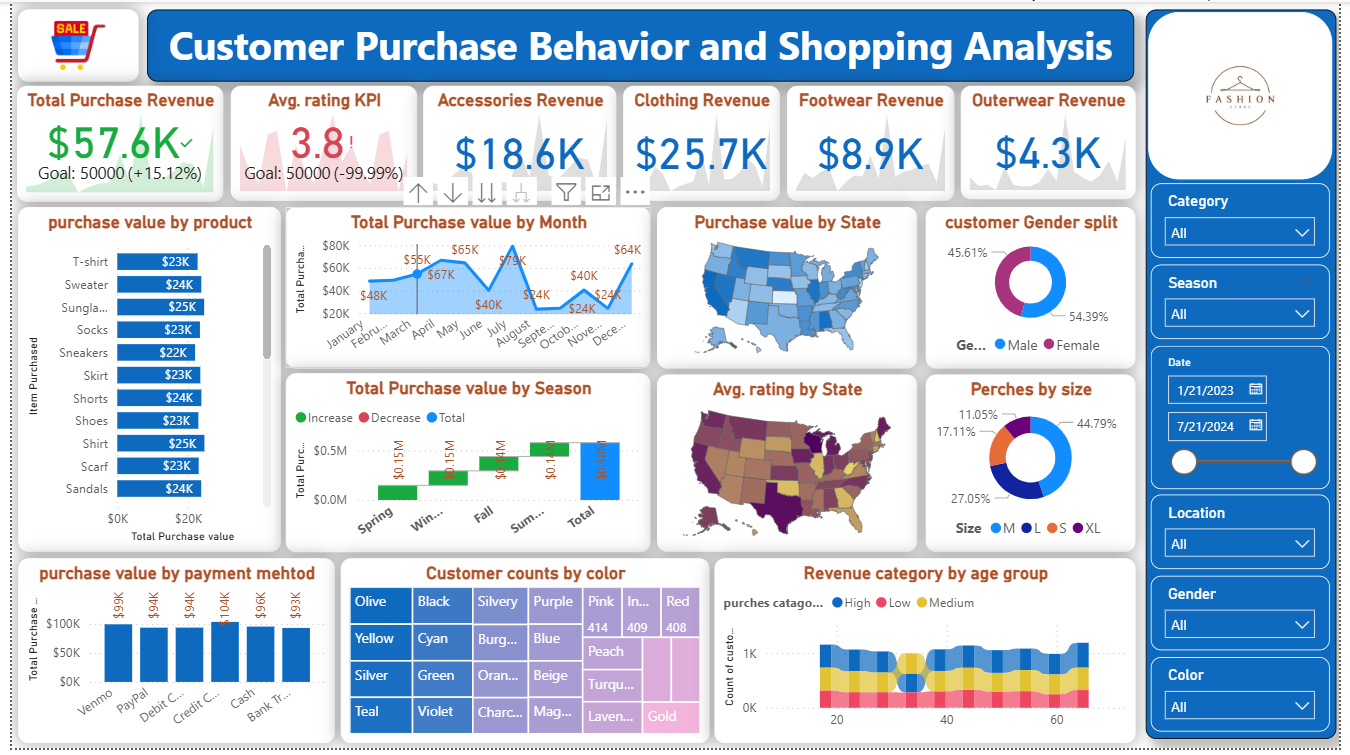 SALE
Customer Purchase Behavior and Shopping Analysis
FASHION
STORE
Total Purchase Revenue
$57.6K
Goal: 50000 (+15.12%)
Avg. rating KPI
3.8!
Goal: 50000 (-99.99%)
Accessories Revenue
$18.6K
Clothing Revenue
$25.7K
Footwear Revenue
$8.9K
Outerwear Revenue
$4.3K
purchase value by product
Item Purchased
T-shirt $23K
Sweater $24K
Sungla... $25K
Socks $23K
Sneakers $22K
Skirt $23K
Shorts $24K
Shoes $23K
Shirt $25K
Scarf $23K
Sandals $24K
$0K $20K
Total Purchase value
Total Purchase value by Month
Total Purcha...
$80K
$60K
$40K
$20K
$48K
$55K
$67K
$65K
$40K
$79K
$24K
$24K
$40K
$24K
$64K
January
Febru...
March
April
May
June
July
August
Septe...
Octob...
Nove...
Dece...
Purchase value by State
customer Gender split
45.61%
54.39%
Ge... Male Female
Total Purchase value by Season
Increase Decrease Total
Total Purc...
$0.5M
$0.0M
$0.15M
$0.15M
$0.14M
$0.14M
$0.58M
Spring
Win...
Fall
Sum...
Total
Avg. rating by State
Perches by size
11.05%
44.79%
17.11%
27.05%
Size M L S XL
purchase value by payment mehtod
Total Purchase ...
$100K
$50K
$0K
$99K
$94K
$94K
$104K
$96K
$93K
Venmo
PayPal
Debit C...
Credit C...
Cash
Bank Tr...
Customer counts by color
Olive
Yellow
Silver
Teal
Black
Cyan
Green
Violet
Silvery
Burg...
Oran...
Charc...
Purple
Blue
Beige
Mag...
Pink
414
In...
409
Red
408
Peach
Turqu...
Laven...
Gold
Revenue category by age group
purches catago... High Low Medium
Count of custo...
1K
0K
20 40 60
Category
All
Season
All
Date
1/21/2023
7/21/2024
Location
All
Gender
All
Color
All